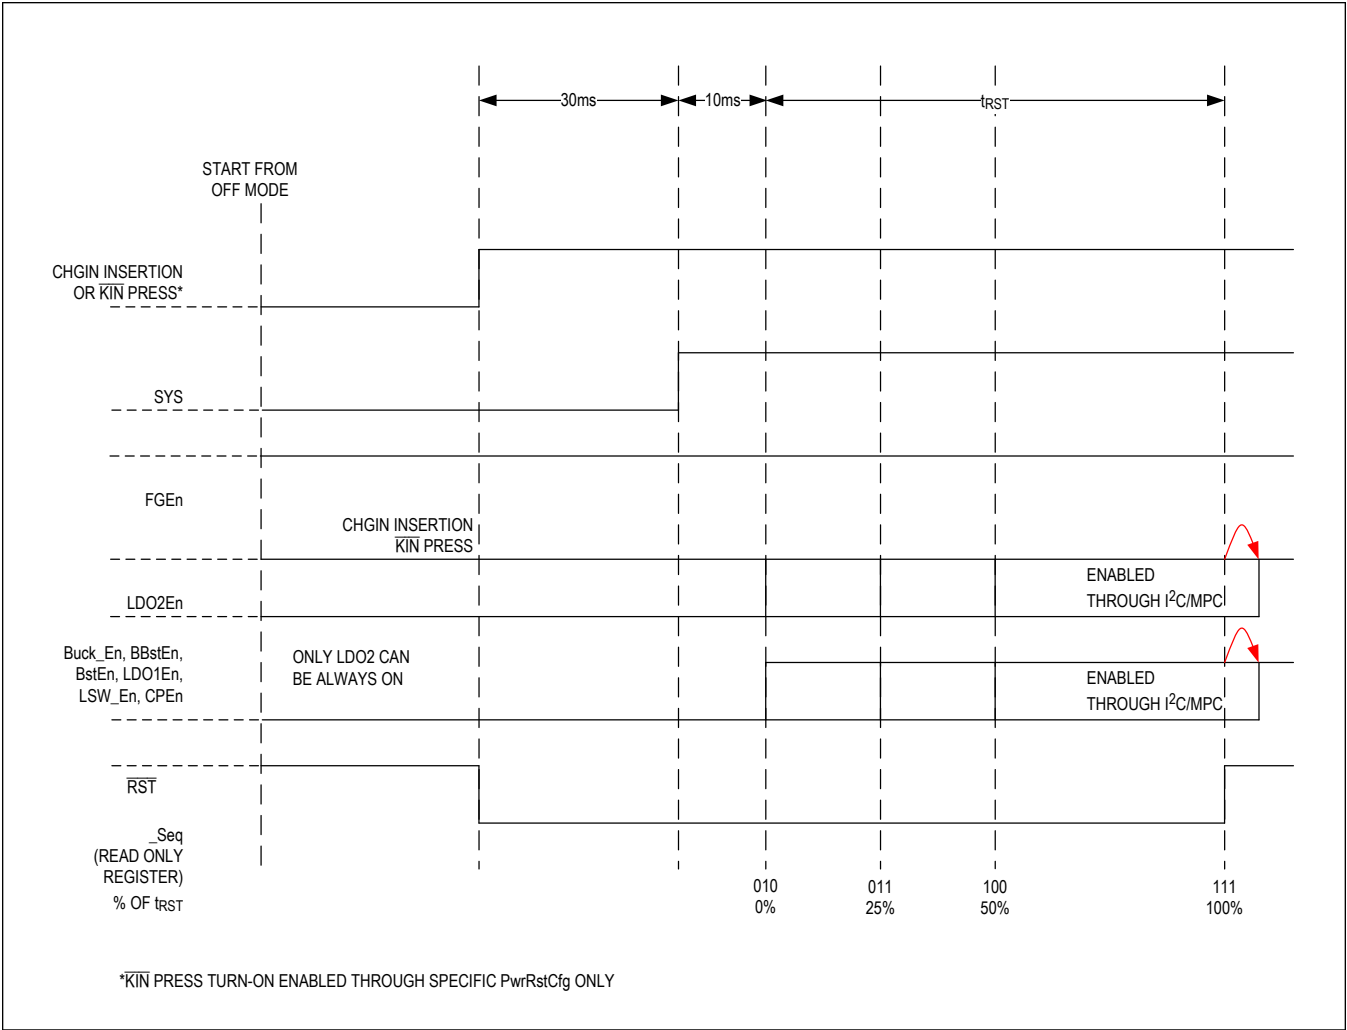 30ms
10ms
tRST
START FROM
OFF MODE
CHGIN INSERTION
OR KIN PRESS*
SYS
FGEn
CHGIN INSERTION
KIN PRESS
LDO2En
ENABLED
THROUGH I2C/MPC
Buck_En, BBstEn,
BstEn, LDO1En,
LSW_En, CPEn
ONLY LDO2 CAN
BE ALWAYS ON
ENABLED
THROUGH I2C/MPC
RST
_Seq
(READ ONLY
REGISTER)
% OF tRST
010
0%
011
25%
100
50%
111
100%
*KIN PRESS TURN-ON ENABLED THROUGH SPECIFIC PwrRstCfg ONLY